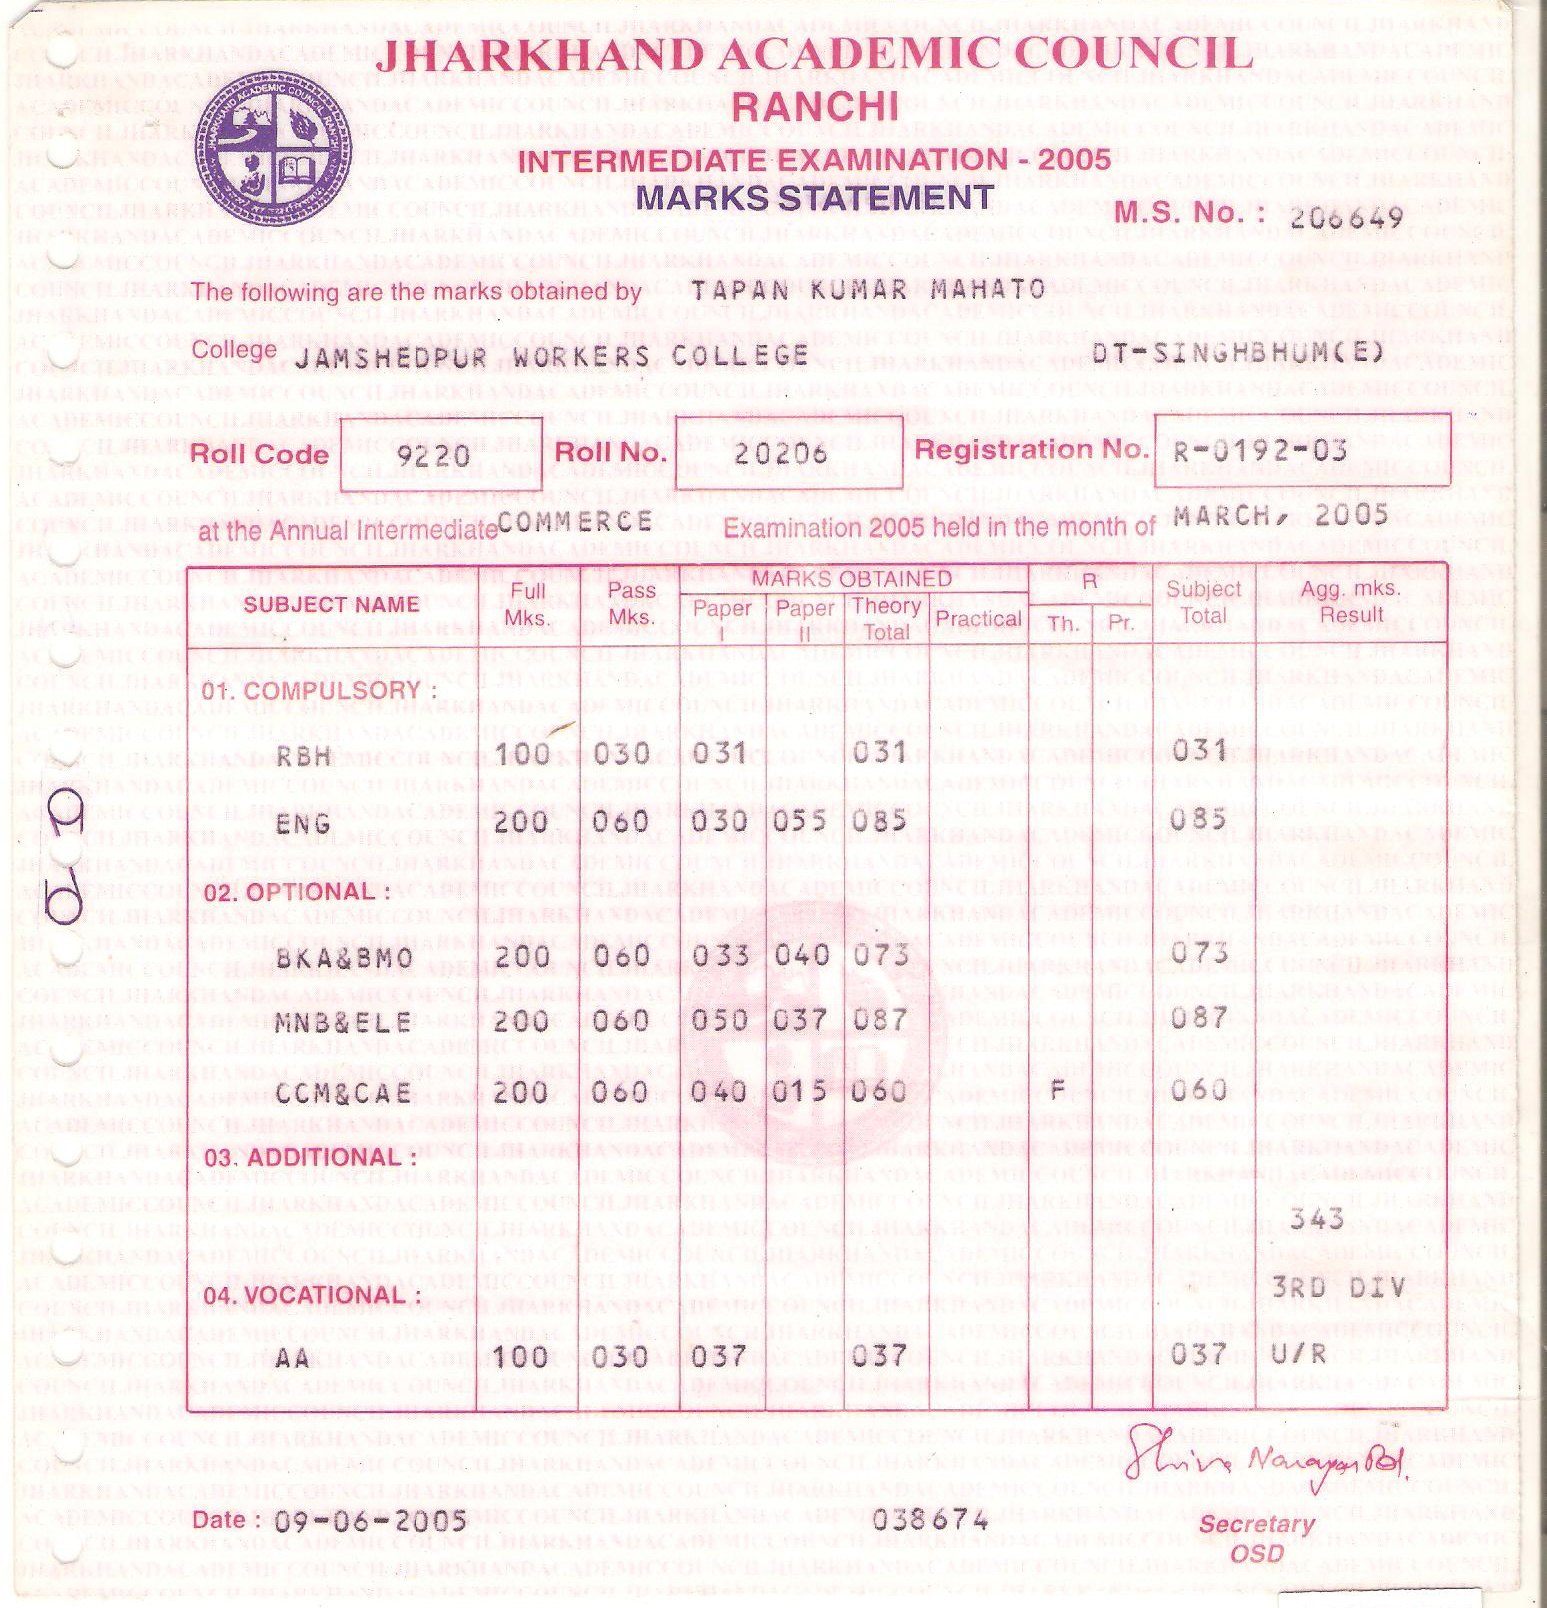 JHARKHAND ACADEMIC COUNCIL
RANCHI
INTERMEDIATE EXAMINATION - 2005
MARKS STATEMENT
JHARKHAND ACADEMIC COUNCIL, RANCHI
M.S. No. : 206649
The following are the marks obtained by TAPAN KUMAR MAHATO
College JAMSHEDPUR WORKERS COLLEGE DT-SINGHBHUM(E)
Roll Code 9220 Roll No. 20206 Registration No. R-0192-03
at the Annual Intermediate COMMERCE Examination 2005 held in the month of MARCH, 2005
SUBJECT NAME Full Mks. Pass Mks. MARKS OBTAINED Paper I Paper II Theory Total Practical R Th. Pr. Subject Total Agg. mks. Result
01. COMPULSORY :
RBH 100 030 031 031 031
ENG 200 060 030 055 085 085
02. OPTIONAL :
BKA&BMO 200 060 033 040 073 073
MNB&ELE 200 060 050 037 087 087
CCM&CAE 200 060 040 015 060 F 060
03. ADDITIONAL :
343
04. VOCATIONAL : 3RD DIV
AA 100 030 037 037 037 U/R
Date : 09-06-2005 038674
Secretary
OSD